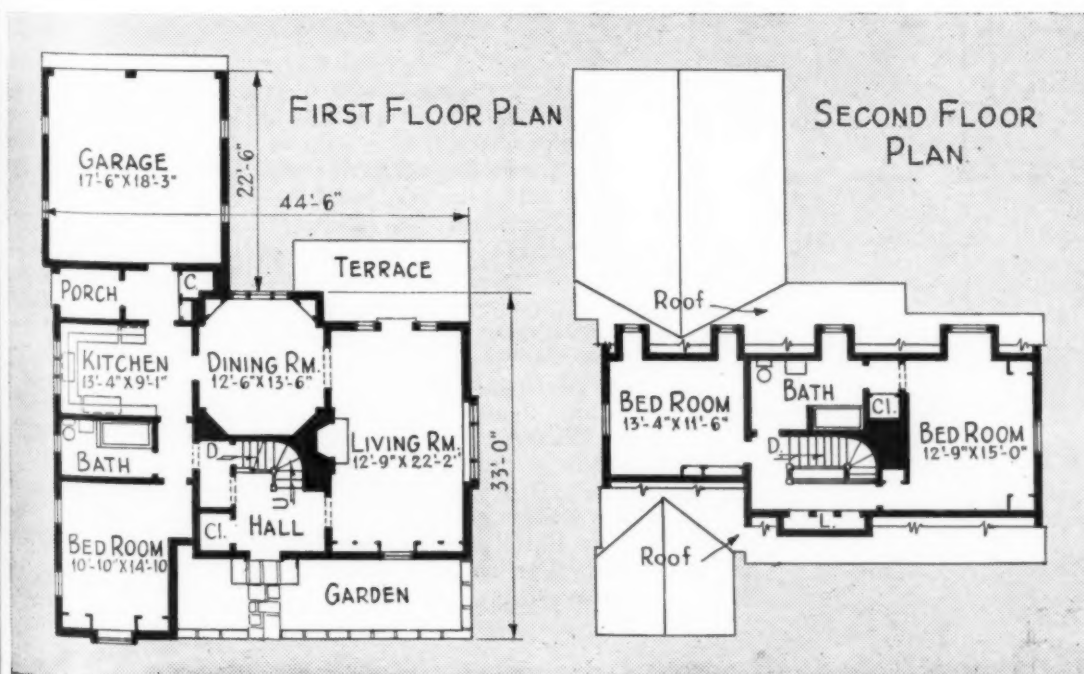 FIRST FLOOR PLAN
GARAGE
17'-6"X18'-3"
22'-6"
44'-6"
TERRACE
PORCH
C.
KITCHEN
13'-4"X9'-1"
DINING RM.
12'-6"X13'-6"
LIVING RM.
12'-9"X22'-2"
33'-0"
BATH
D.
U
Cl.
HALL
BED ROOM
10'-10"X14'-10
GARDEN
SECOND FLOOR
PLAN.
Roof
BED ROOM
13'-4"X11'-6"
BATH
Cl.
D.
BED ROOM
12'-9"X15'-0"
L.
Roof